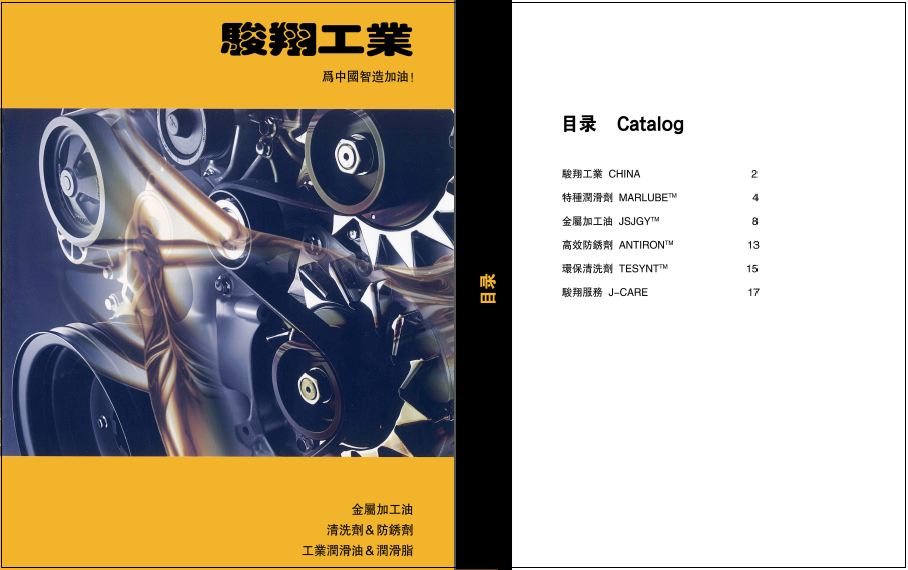 駿翔工業
爲中國智造加油!
金屬加工油
清洗劑＆防銹劑
工業潤滑油＆潤滑脂
目录
目录 Catalog
駿翔工業 CHINA 2
特種潤滑劑 MARLUBE™ 4
金屬加工油 JSJGY™ 8
高效防銹劑 ANTIRON™ 13
環保清洗劑 TESYNT™ 15
駿翔服務 J-CARE 17